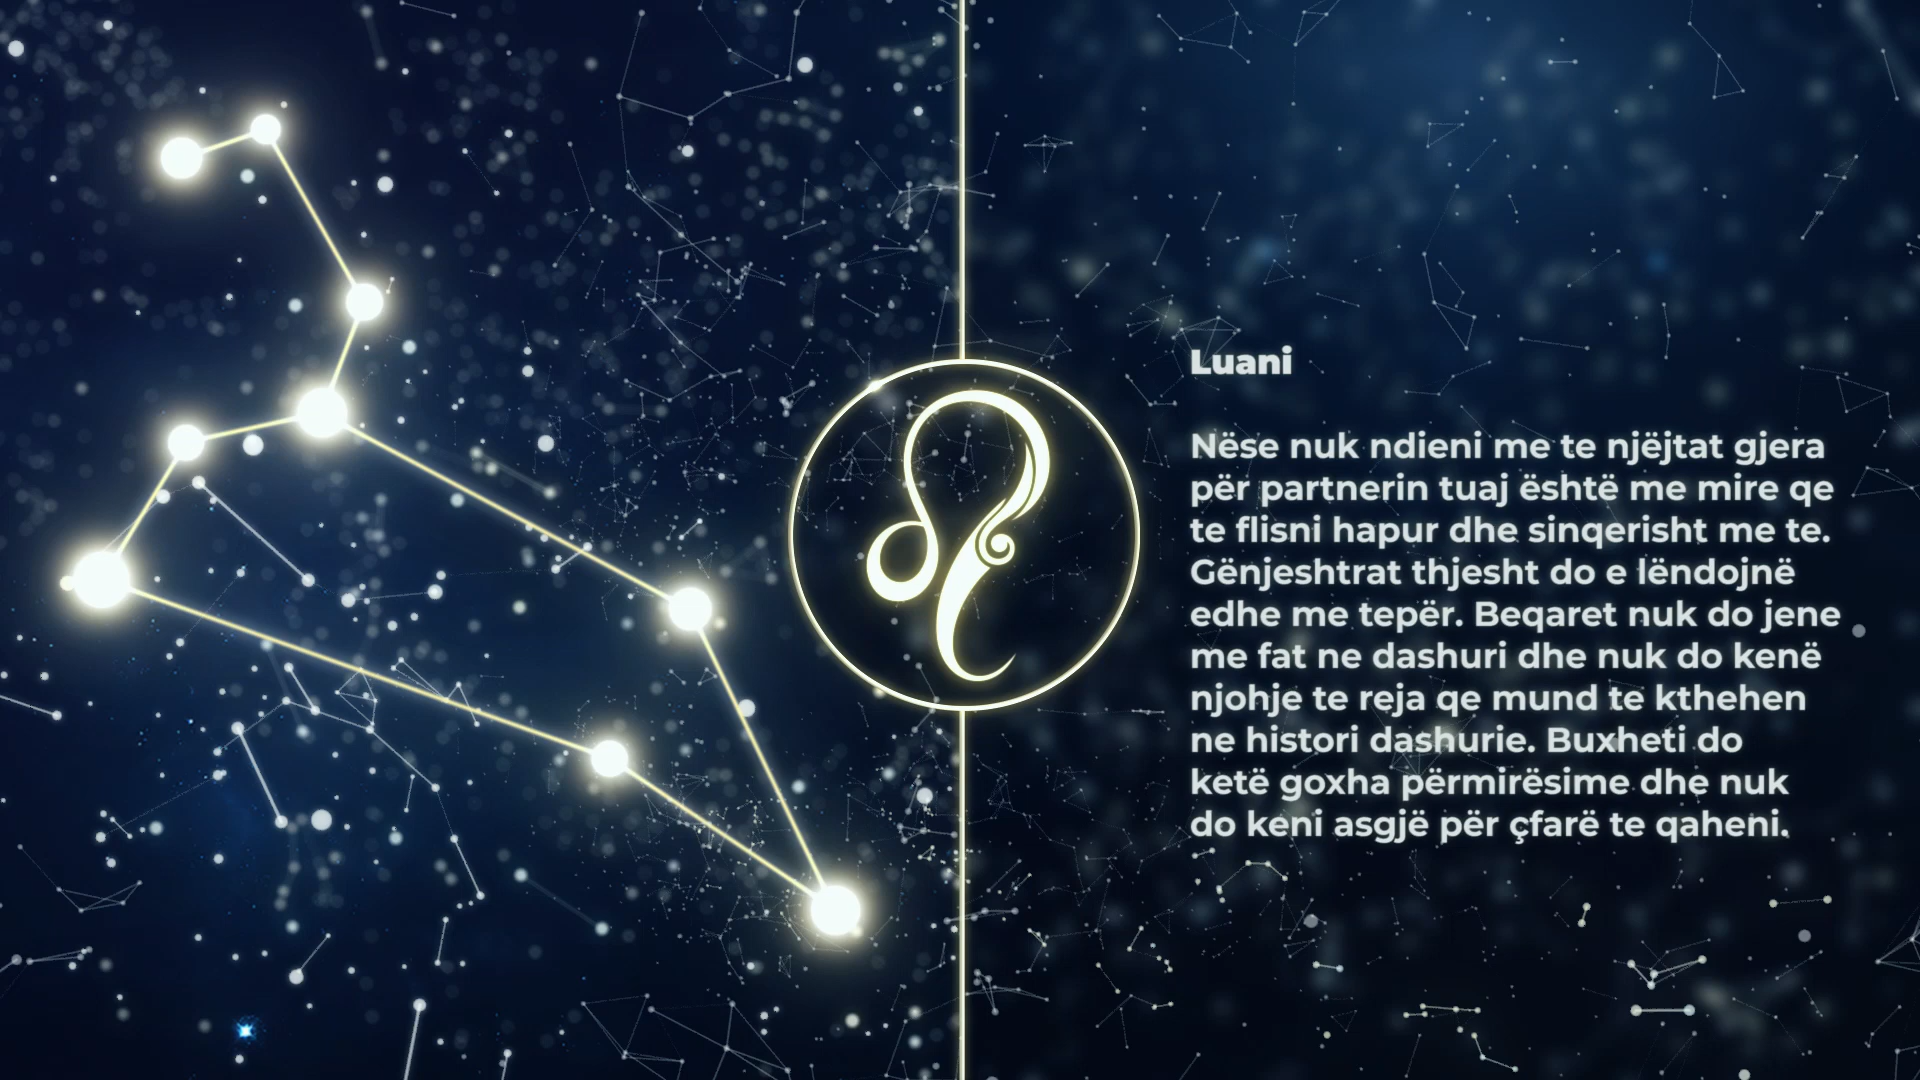 Luani
Nëse nuk ndieni me te njëjtat gjera
për partnerin tuaj është me mire qe
te flisni hapur dhe sinqerisht me te.
Gënjeshtrat thjesht do e lëndojnë
edhe me tepër. Beqaret nuk do jene
me fat ne dashuri dhe nuk do kenë
njohje te reja qe mund te kthehen
ne histori dashurie. Buxheti do
ketë goxha përmirësime dhe nuk
do keni asgjë për çfarë te qaheni.